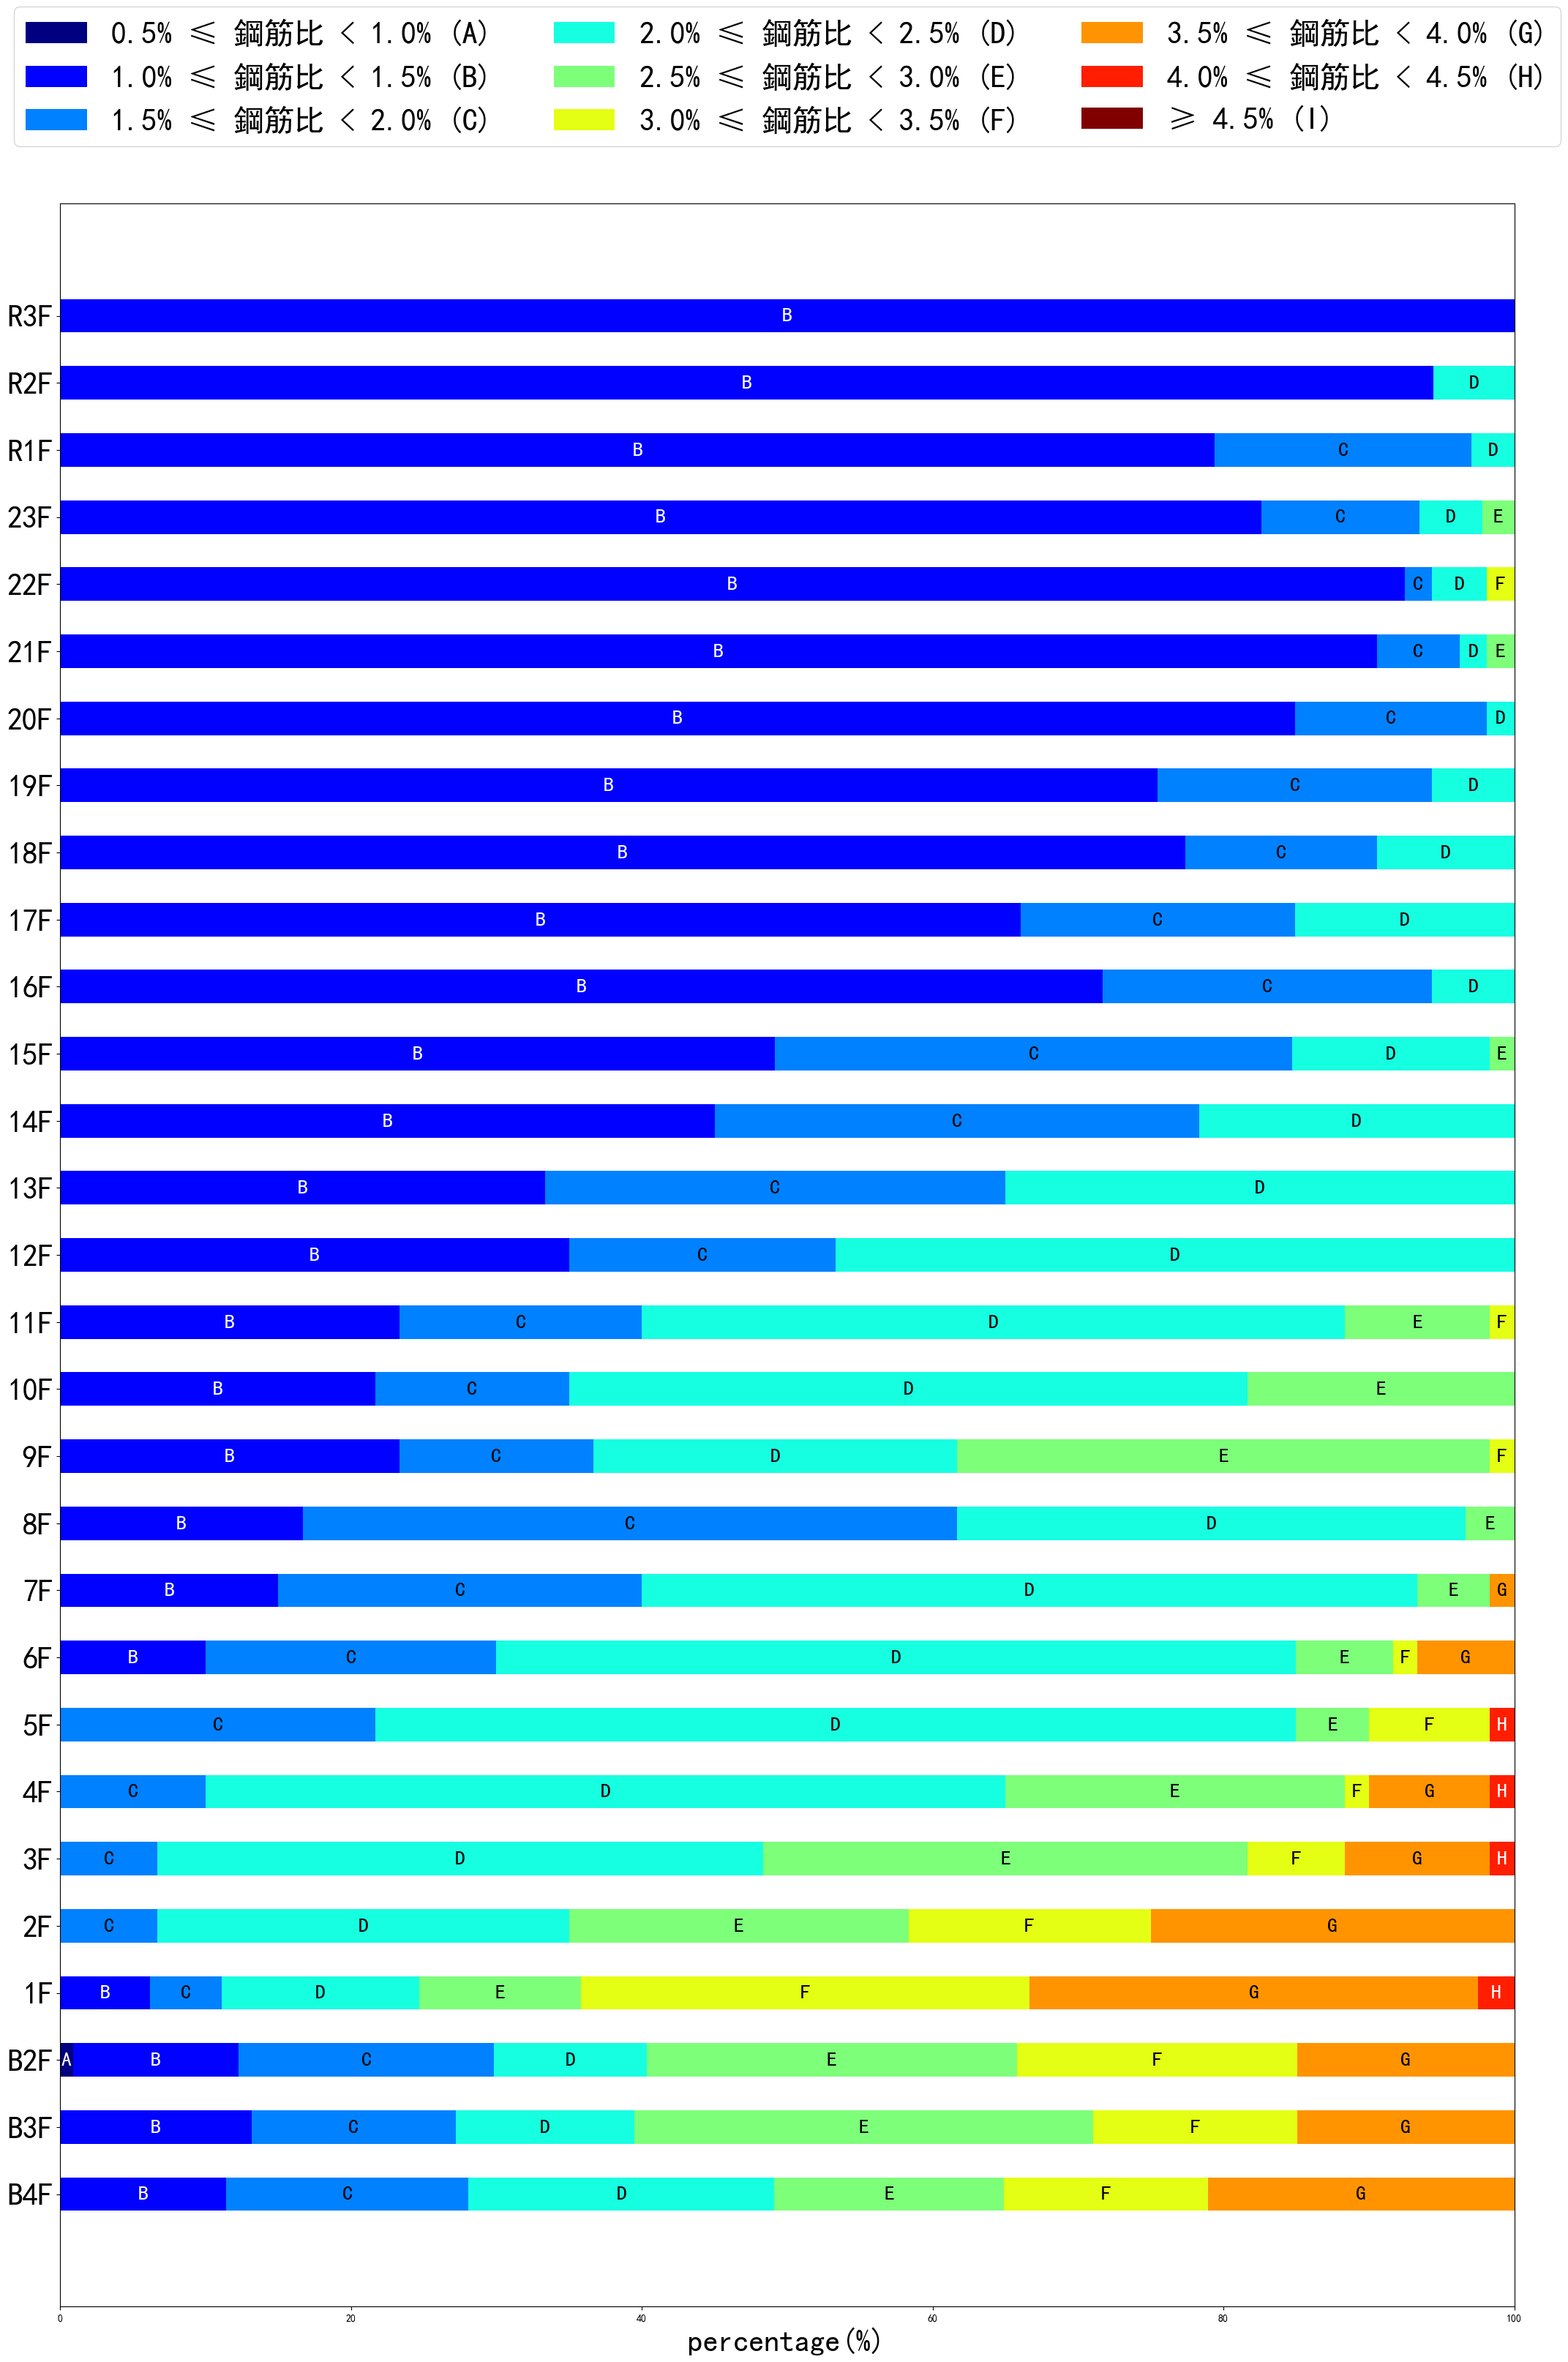 0.5% ≤ 鋼筋比 < 1.0% (A) 2.0% ≤ 鋼筋比 < 2.5% (D) 3.5% ≤ 鋼筋比 < 4.0% (G)
1.0% ≤ 鋼筋比 < 1.5% (B) 2.5% ≤ 鋼筋比 < 3.0% (E) 4.0% ≤ 鋼筋比 < 4.5% (H)
1.5% ≤ 鋼筋比 < 2.0% (C) 3.0% ≤ 鋼筋比 < 3.5% (F) ≥ 4.5% (I)
R3F B
R2F B D
R1F B C D
23F B C D E
22F B C D F
21F B C D E
20F B C D
19F B C D
18F B C D
17F B C D
16F B C D
15F B C D E
14F B C D
13F B C D
12F B C D
11F B C D E F
10F B C D E
9F B C D E F
8F B C D E
7F B C D E G
6F B C D E F G
5F C D E F H
4F C D E F G H
3F C D E F G H
2F C D E F G
1F B C D E F G H
B2F A B C D E F G
B3F B C D E F G
B4F B C D E F G
0 20 40 60 80 100
percentage(%)